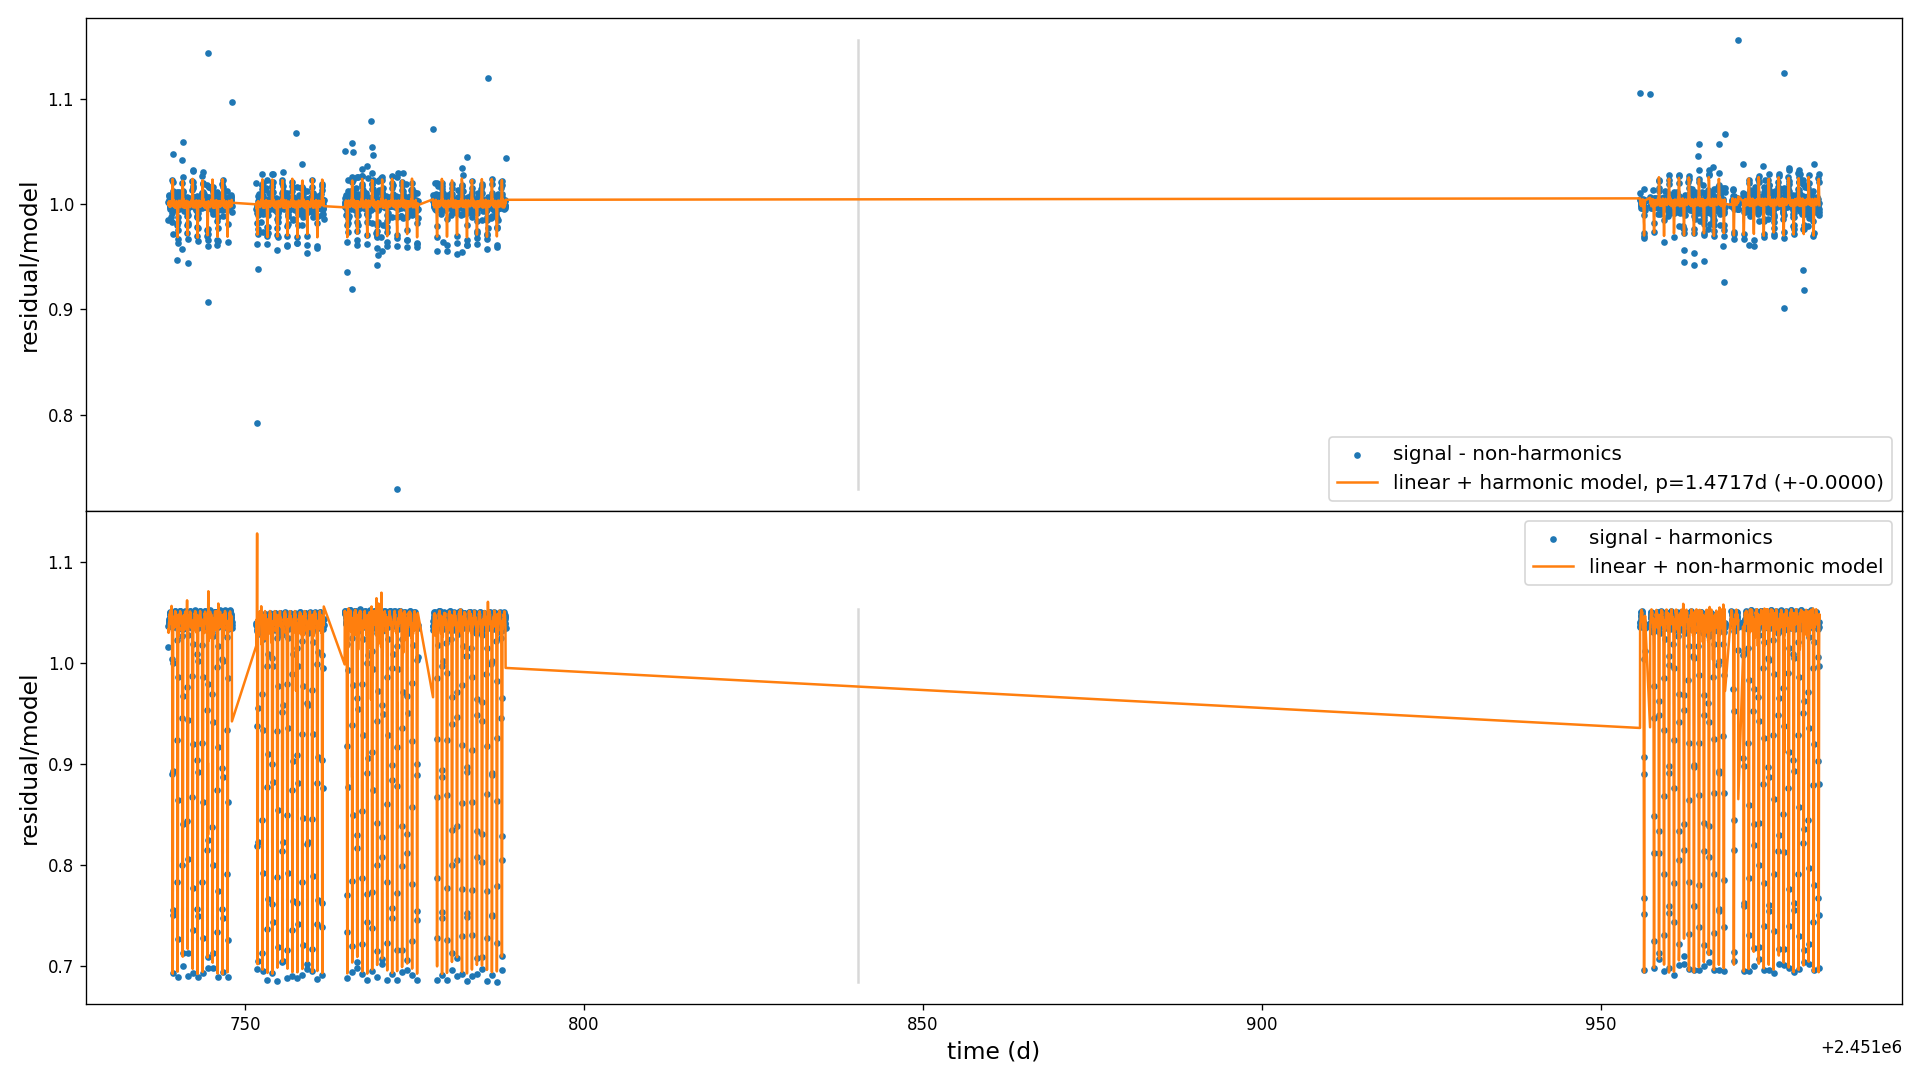 1.1
1.0
0.9
0.8
residual/model
signal - non-harmonics
linear + harmonic model, p=1.4717d (+-0.0000)
1.1
1.0
0.9
0.8
0.7
residual/model
signal - harmonics
linear + non-harmonic model
750
800
850
900
950
time (d)
+2.451e6